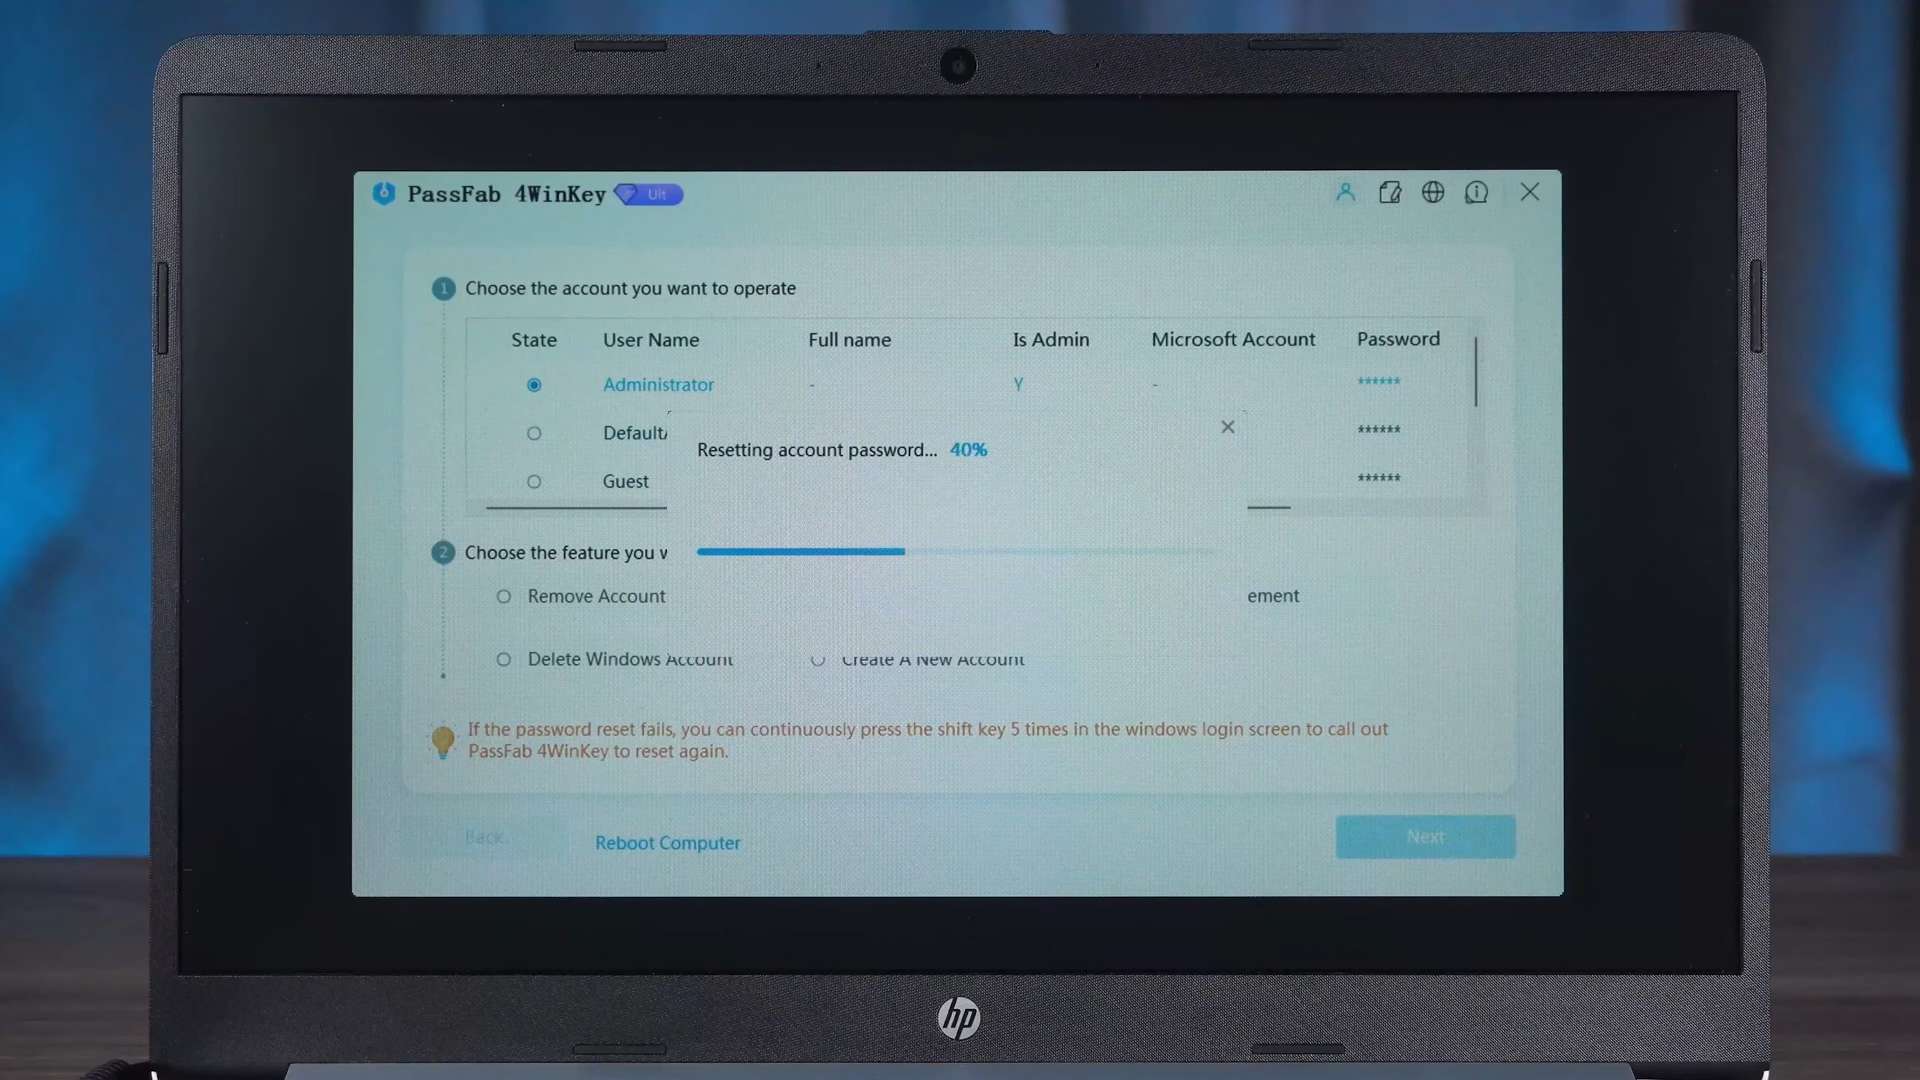 PassFab 4WinKey Ult
1 Choose the account you want to operate
State User Name Full name Is Admin Microsoft Account Password
Administrator - Y - ******
Default ******
Guest ******
Resetting account password... 40%
2 Choose the feature you w
Remove Account
ement
Delete Windows Account
Create A New Account
If the password reset fails, you can continuously press the shift key 5 times in the windows login screen to call out
PassFab 4WinKey to reset again.
Back
Reboot Computer
Next
hp